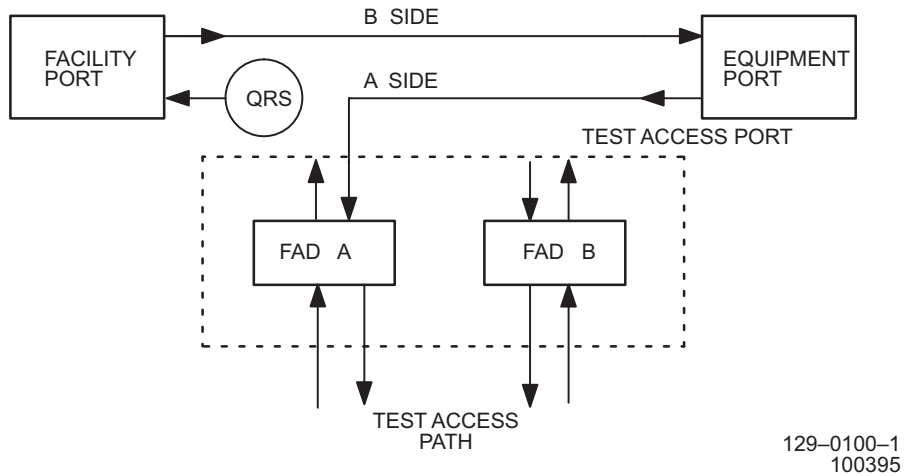 B SIDE
FACILITY
PORT
EQUIPMENT
PORT
QRS
A SIDE
TEST ACCESS PORT
FAD A
FAD B
TEST ACCESS
PATH
129–0100–1
100395